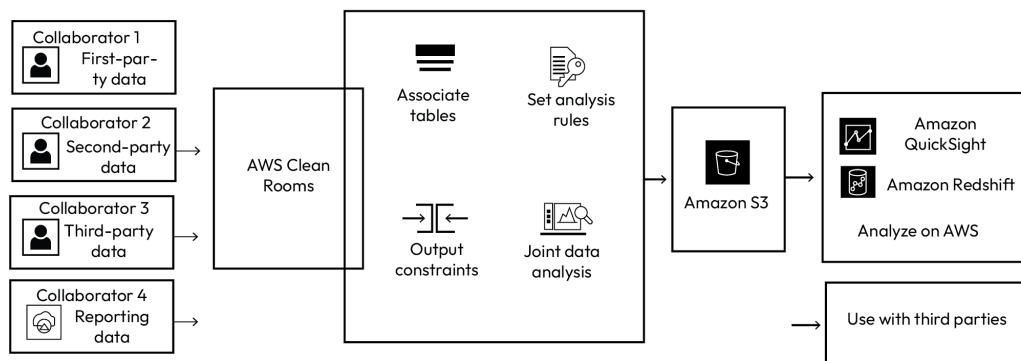 Collaborator 1
First-par-
ty data
Collaborator 2
Second-party
data
Collaborator 3
Third-party
data
Collaborator 4
Reporting
data
AWS Clean
Rooms
Associate
tables
Set analysis
rules
Output
constraints
Joint data
analysis
Amazon S3
Amazon
QuickSight
Amazon Redshift
Analyze on AWS
Use with third parties